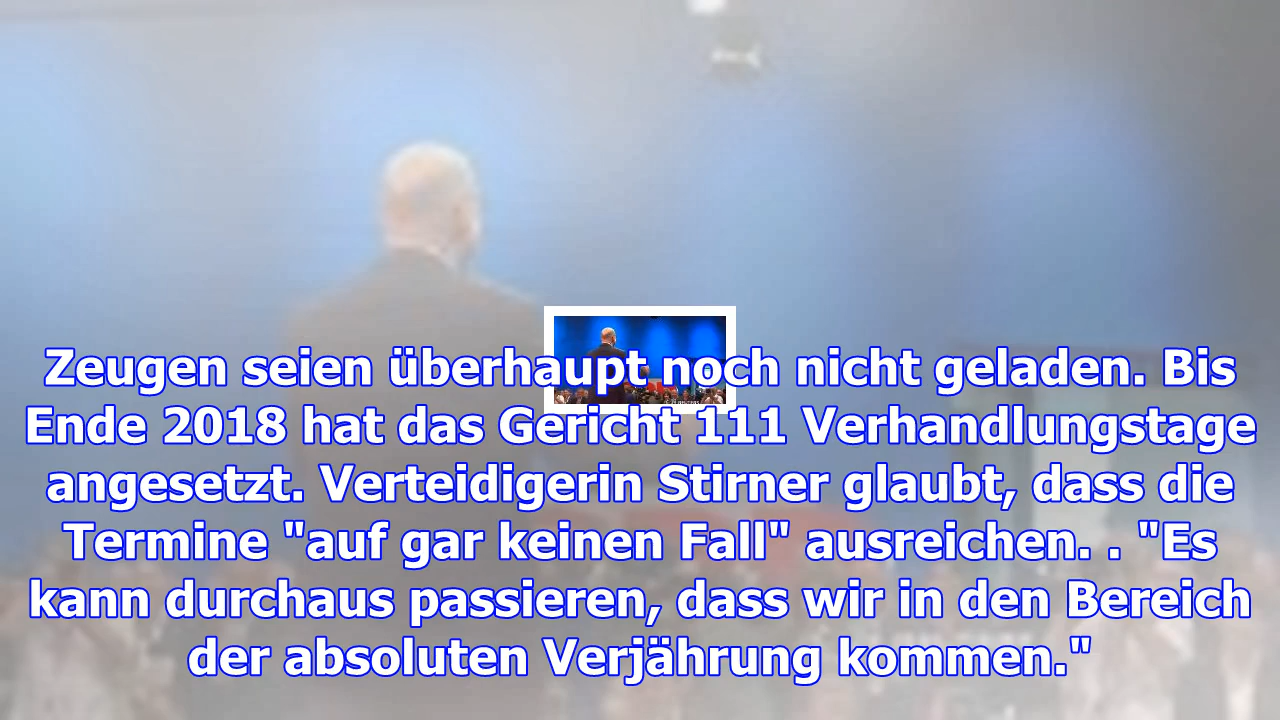 Zeugen seien überhaupt noch nicht geladen. Bis
Ende 2018 hat das Gericht 111 Verhandlungstage
angesetzt. Verteidigerin Stirner glaubt, dass die
Termine "auf gar keinen Fall" ausreichen. . "Es
kann durchaus passieren, dass wir in den Bereich
der absoluten Verjährung kommen."